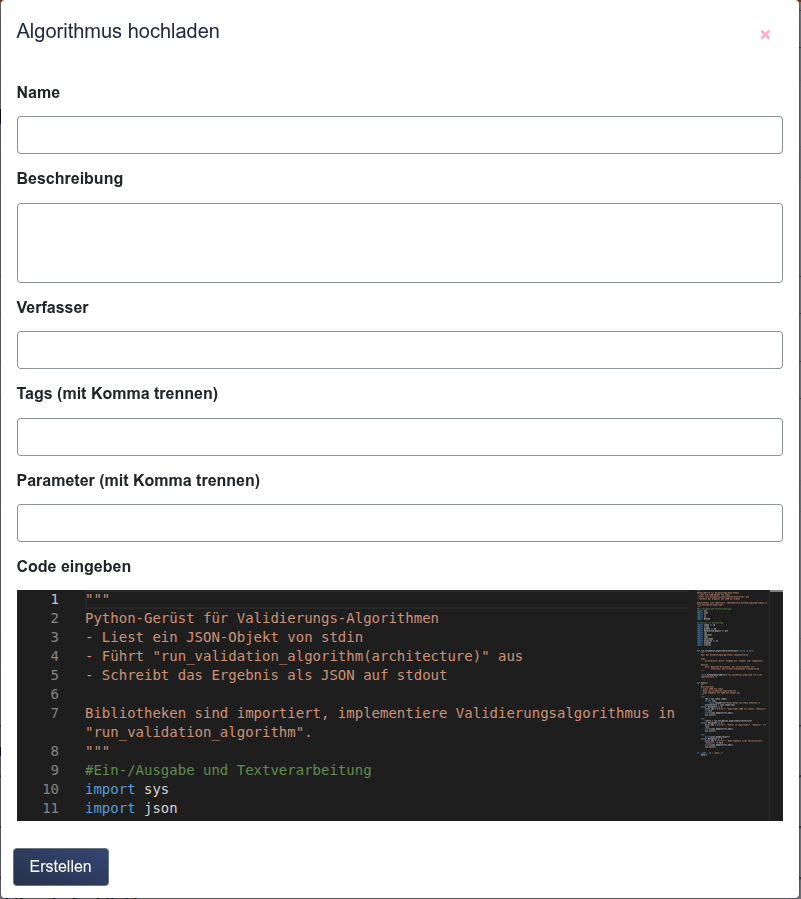 Algorithmus hochladen
×
Name
Beschreibung
Verfasser
Tags (mit Komma trennen)
Parameter (mit Komma trennen)
Code eingeben
1 """
2 Python-Gerüst für Validierungs-Algorithmen
3 - Liest ein JSON-Objekt von stdin
4 - Führt "run_validation_algorithm(architecture)" aus
5 - Schreibt das Ergebnis als JSON auf stdout
6
7 Bibliotheken sind importiert, implementiere Validierungsalgorithmus in
"run_validation_algorithm".
8 """
9 #Ein-/Ausgabe und Textverarbeitung
10 import sys
11 import json
Erstellen